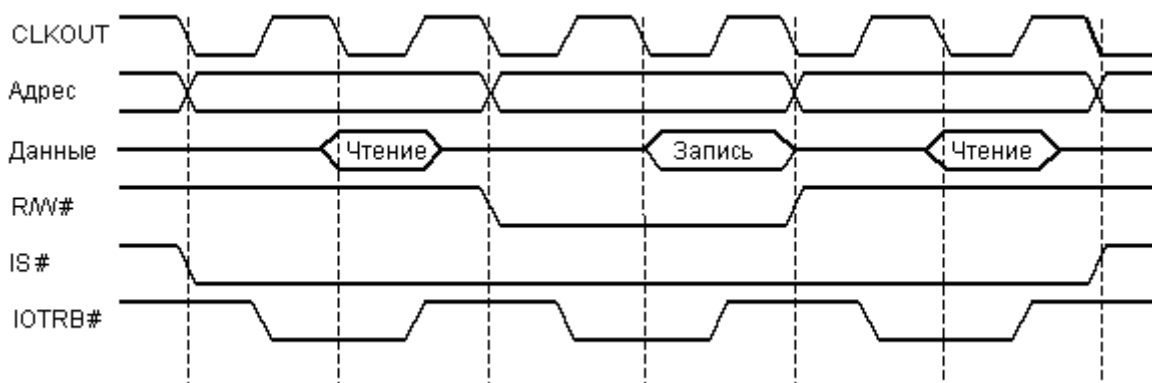 CLKOUT
Адрес
Данные Чтение Запись Чтение
R/W#
IS#
IOTRB#